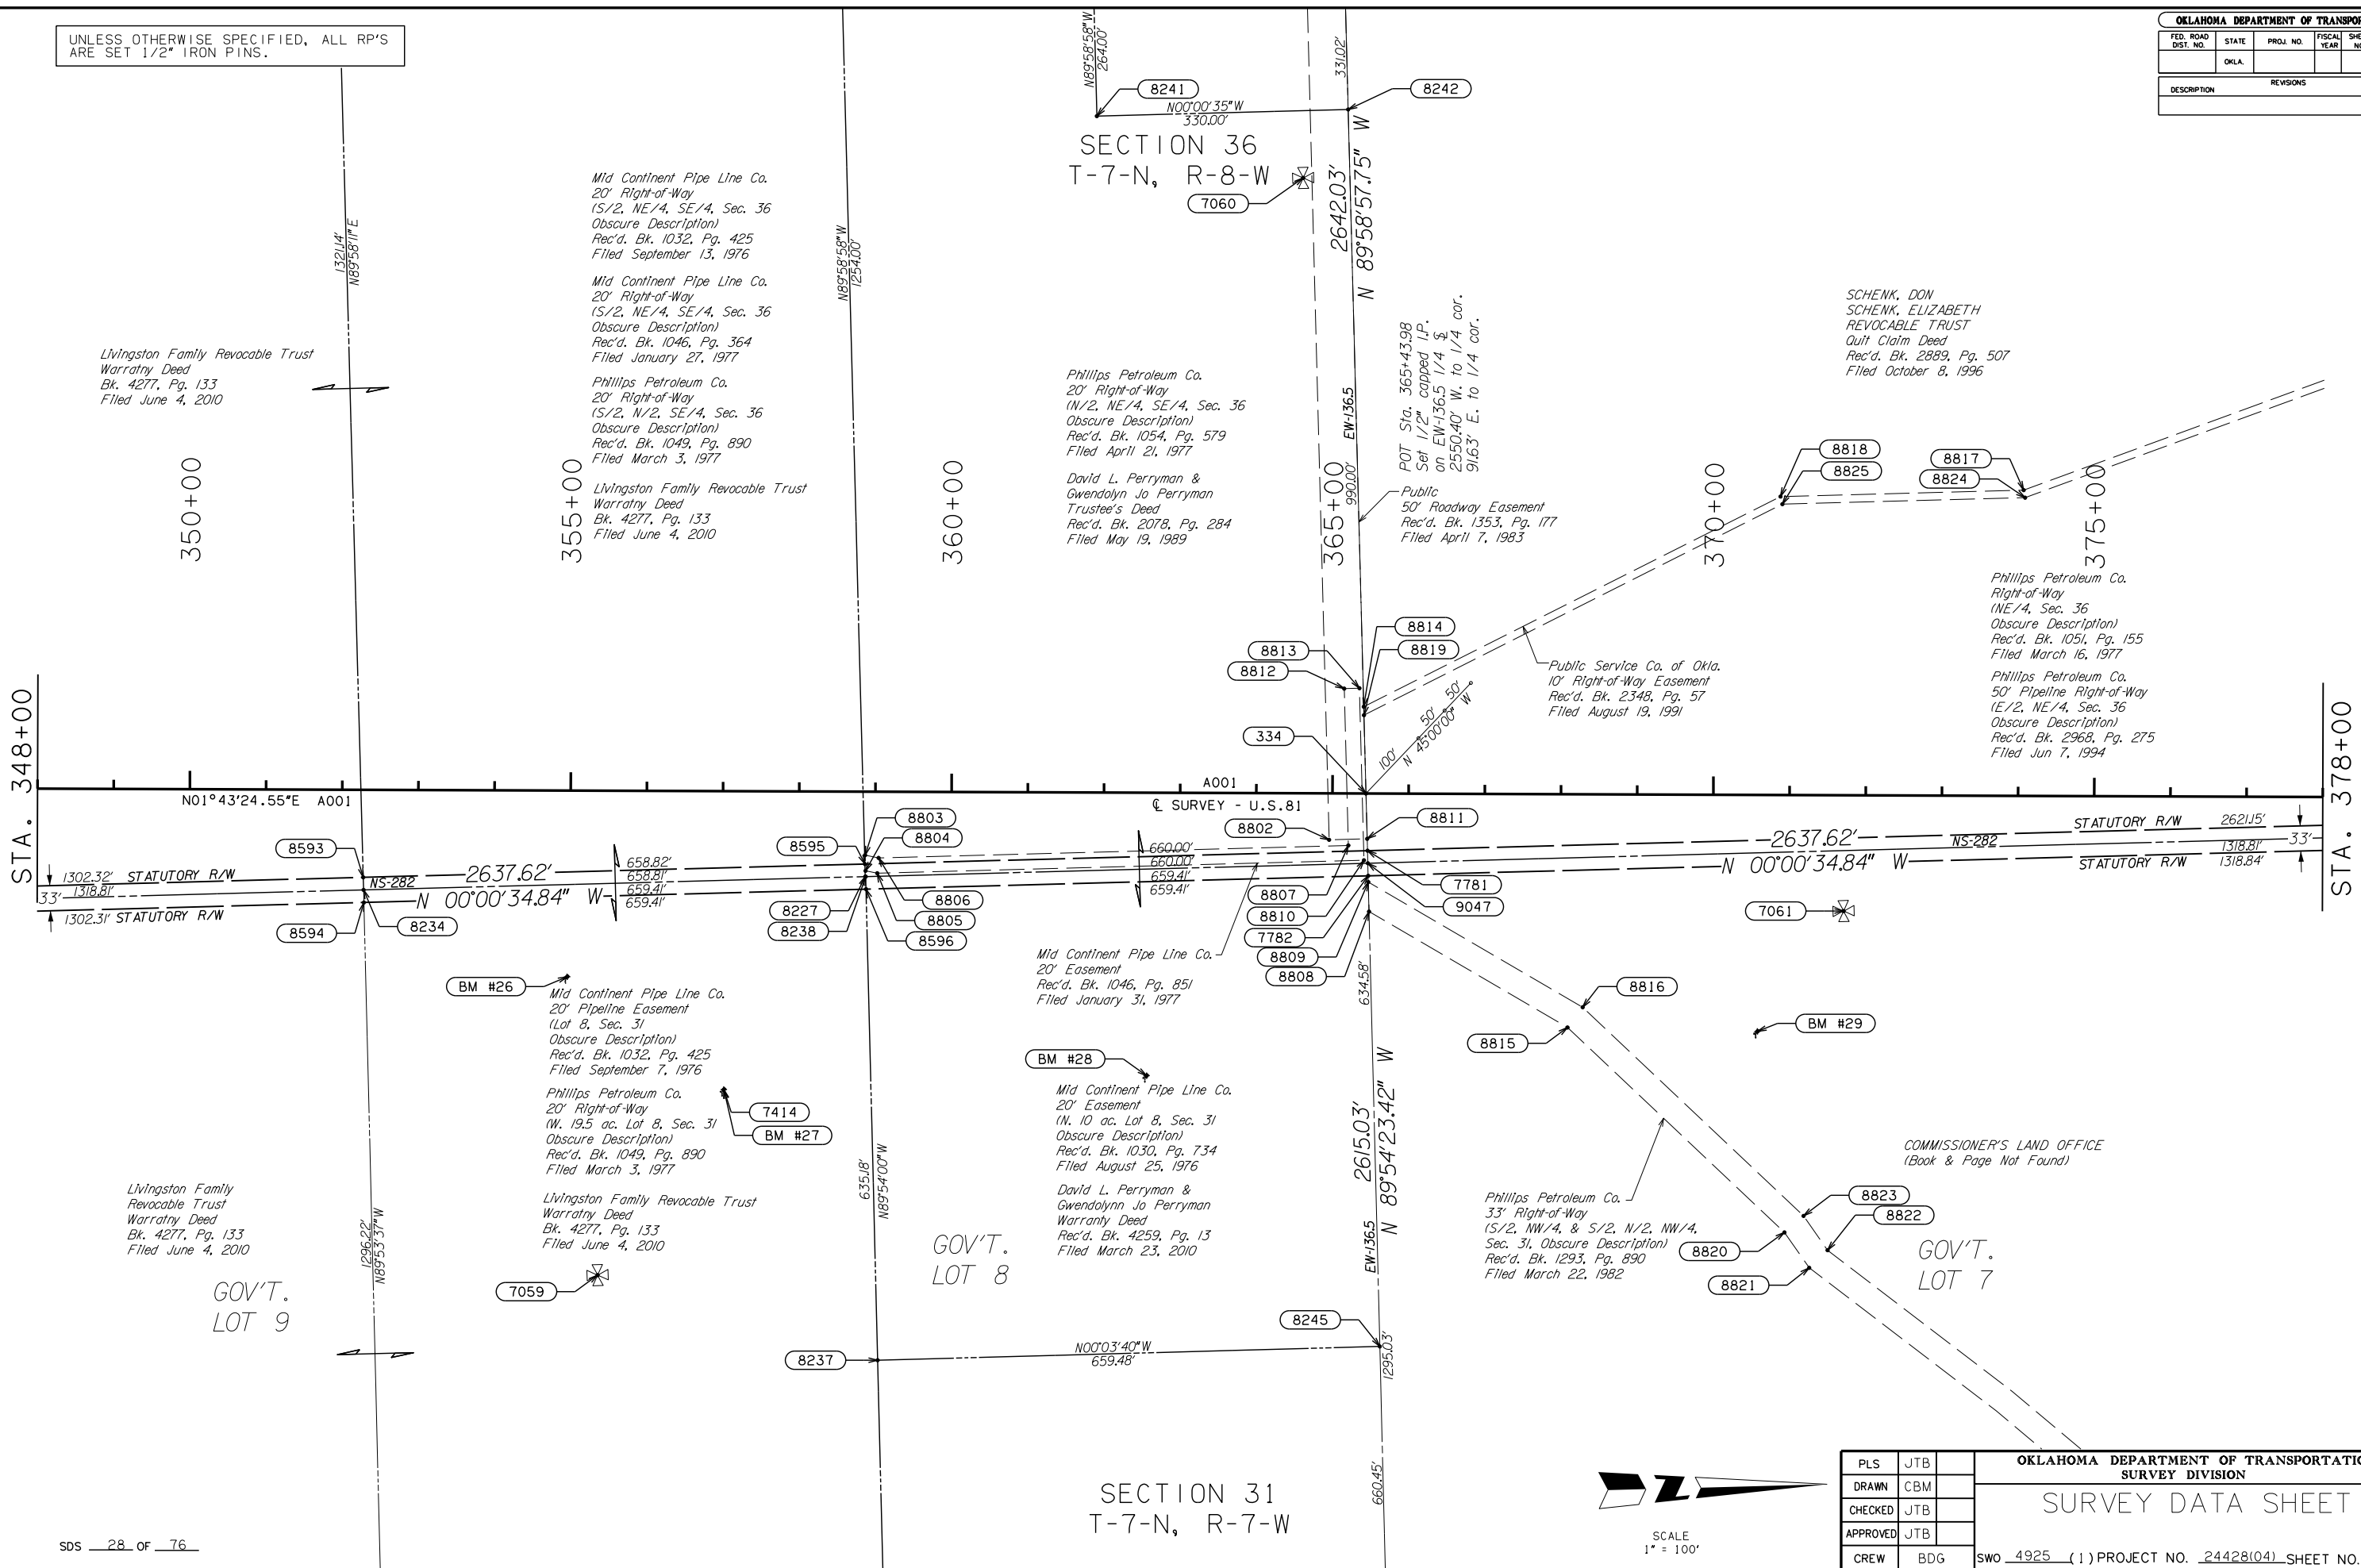 UNLESS OTHERWISE SPECIFIED, ALL RP'S
ARE SET 1/2" IRON PINS.
OKLAHOMA DEPARTMENT OF TRANSPOR
FED. ROAD
DIST. NO.
STATE
PROJ. NO.
FISCAL
YEAR
OKLA.
REVISIONS
DESCRIPTION
N89°58'58"W
264.00'
8241
N00°00'35"W
330.00'
331.02'
8242
SECTION 36
T-7-N, R-8-W
7060
2642.03'
N 89°58'57.75" W
1321.14'
N89°58'11"E
N89°58'58"W
1254.00'
Mid Continent Pipe Line Co.
20' Right-of-Way
(S/2, NE/4, SE/4, Sec. 36
Obscure Description)
Rec'd. Bk. 1032, Pg. 425
Filed September 13, 1976
Mid Continent Pipe Line Co.
20' Right-of-Way
(S/2, NE/4, SE/4, Sec. 36
Obscure Description)
Rec'd. Bk. 1046, Pg. 364
Filed January 27, 1977
Phillips Petroleum Co.
20' Right-of-Way
(S/2, N/2, SE/4, Sec. 36
Obscure Description)
Rec'd. Bk. 1049, Pg. 890
Filed March 3, 1977
Livingston Family Revocable Trust
Warratny Deed
Bk. 4277, Pg. 133
Filed June 4, 2010
Livingston Family Revocable Trust
Warratny Deed
Bk. 4277, Pg. 133
Filed June 4, 2010
Phillips Petroleum Co.
20' Right-of-Way
(N/2, NE/4, SE/4, Sec. 36
Obscure Description)
Rec'd. Bk. 1054, Pg. 579
Filed April 21, 1977
David L. Perryman &
Gwendolyn Jo Perryman
Trustee's Deed
Rec'd. Bk. 2078, Pg. 284
Filed May 19, 1989
EW-136.5
990.00'
POT Sta. 365+43.98
Set 1/2" capped I.P.
on EW-136.5 1/4 ℄
2550.40' W. to 1/4 cor.
91.63' E. to 1/4 cor.
Public
50' Roadway Easement
Rec'd. Bk. 1353, Pg. 177
Filed April 7, 1983
SCHENK, DON
SCHENK, ELIZABETH
REVOCABLE TRUST
Quit Claim Deed
Rec'd. Bk. 2889, Pg. 507
Filed October 8, 1996
8818
8825
8817
8824
350+00
355+00
360+00
365+00
370+00
375+00
Phillips Petroleum Co.
Right-of-Way
(NE/4, Sec. 36
Obscure Description)
Rec'd. Bk. 1051, Pg. 155
Filed March 16, 1977
Phillips Petroleum Co.
50' Pipeline Right-of-Way
(E/2, NE/4, Sec. 36
Obscure Description)
Rec'd. Bk. 2968, Pg. 275
Filed Jun 7, 1994
8814
8819
8813
8812
334
100'
50'
50'
N 45°00'00" W
Public Service Co. of Okla.
10' Right-of-Way Easement
Rec'd. Bk. 2348, Pg. 57
Filed August 19, 1991
STA. 348+00
STA. 378+00
N01°43'24.55"E A001
A001
℄ SURVEY - U.S.81
8803
8804
8595
8593
8802
8811
1302.32' STATUTORY R/W
1318.81'
33'
1302.31' STATUTORY R/W
NS-282
2637.62'
N 00°00'34.84" W
658.82'
658.81'
659.41'
659.41'
660.00'
660.00'
659.41'
659.41'
2637.62'
N 00°00'34.84" W
NS-282
STATUTORY R/W
2621.15'
1318.81'
STATUTORY R/W
1318.84'
33'
8594
8234
8227
8238
8806
8805
8596
8807
8810
7782
8809
8808
7781
9047
7061
BM #26
Mid Continent Pipe Line Co.
20' Pipeline Easement
(Lot 8, Sec. 31
Obscure Description)
Rec'd. Bk. 1032, Pg. 425
Filed September 7, 1976
Phillips Petroleum Co.
20' Right-of-Way
(W. 19.5 ac. Lot 8, Sec. 31
Obscure Description)
Rec'd. Bk. 1049, Pg. 890
Filed March 3, 1977
7414
BM #27
Livingston Family Revocable Trust
Warratny Deed
Bk. 4277, Pg. 133
Filed June 4, 2010
Livingston Family
Revocable Trust
Warratny Deed
Bk. 4277, Pg. 133
Filed June 4, 2010
GOV'T.
LOT 9
1296.22'
N89°53'37"W
7059
635.18'
N89°54'00"W
Mid Continent Pipe Line Co.
20' Easement
Rec'd. Bk. 1046, Pg. 851
Filed January 31, 1977
BM #28
Mid Continent Pipe Line Co.
20' Easement
(N. 10 ac. Lot 8, Sec. 31
Obscure Description)
Rec'd. Bk. 1030, Pg. 734
Filed August 25, 1976
David L. Perryman &
Gwendolynn Jo Perryman
Warranty Deed
Rec'd. Bk. 4259, Pg. 13
Filed March 23, 2010
GOV'T.
LOT 8
634.58'
2615.03'
N 89°54'23.42" W
EW-136.5
8815
8816
BM #29
Phillips Petroleum Co.
33' Right-of-Way
(S/2, NW/4, & S/2, N/2, NW/4,
Sec. 31, Obscure Description)
Rec'd. Bk. 1293, Pg. 890
Filed March 22, 1982
COMMISSIONER'S LAND OFFICE
(Book & Page Not Found)
8823
8822
8820
8821
GOV'T.
LOT 7
8245
8237
N00°03'40"W
659.48'
1295.03'
660.45'
SECTION 31
T-7-N, R-7-W
SCALE
1" = 100'
SDS 28 OF 76
PLS JTB
DRAWN CBM
CHECKED JTB
APPROVED JTB
CREW BDG
OKLAHOMA DEPARTMENT OF TRANSPORTATIO
SURVEY DIVISION
SURVEY DATA SHEET
SWO 4925 (1) PROJECT NO. 24428(04) SHEET NO.